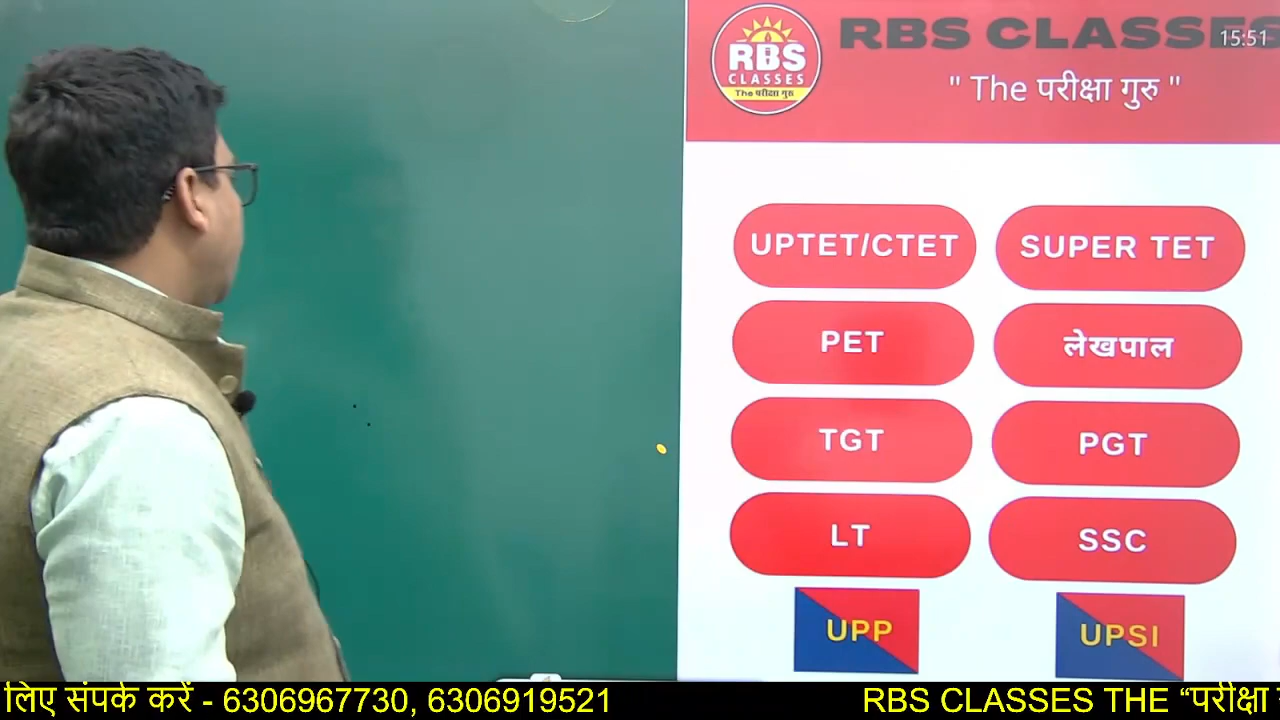 RBS CLASSES
15:51
RBS
CLASSES
The परीक्षा गुरु
" The परीक्षा गुरु "
UPTET/CTET
SUPER TET
PET
लेखपाल
TGT
PGT
LT
SSC
UPP
UPSI
लिए संपर्क करें - 6306967730, 6306919521
RBS CLASSES THE “परीक्षा